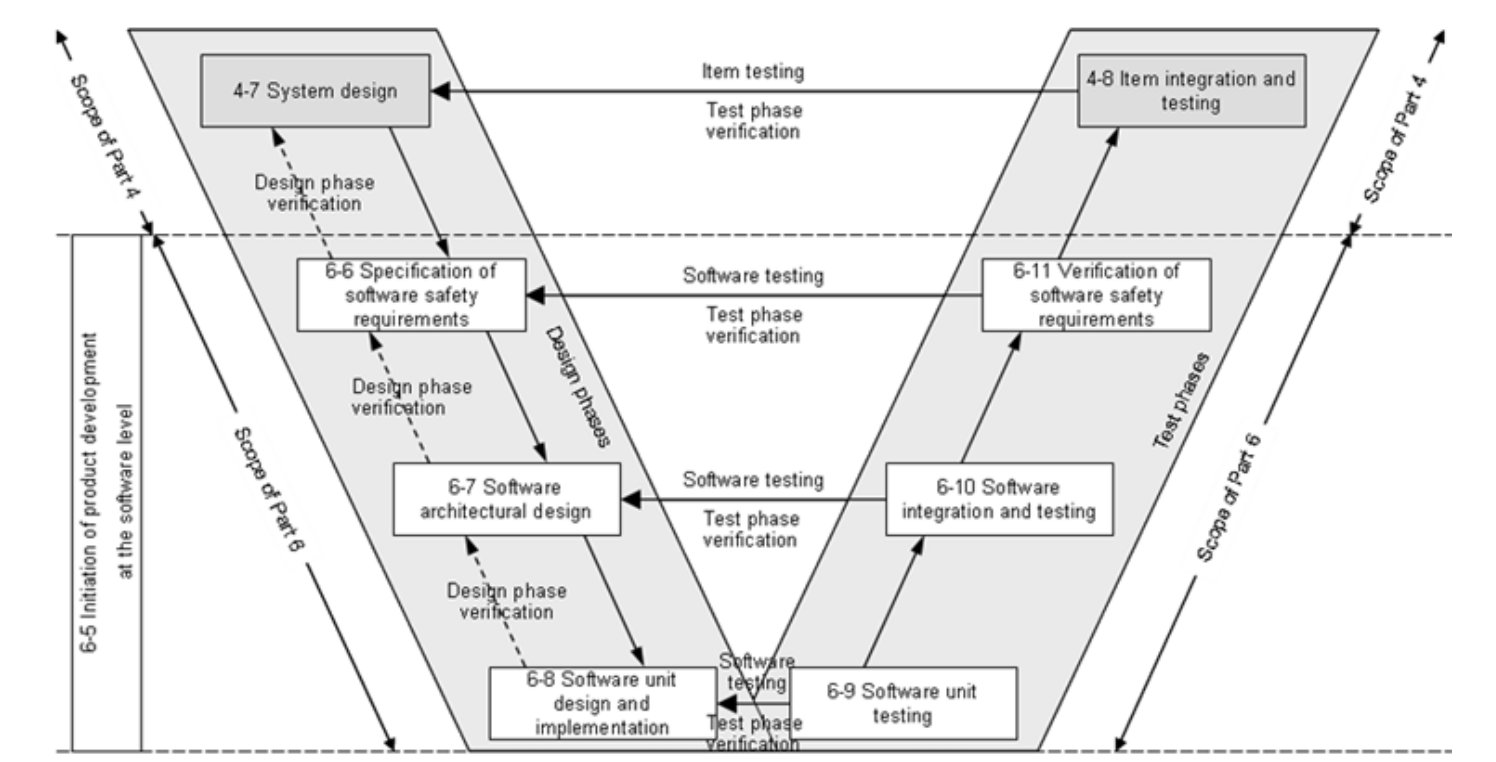 4-7 System design
Item testing
Test phase
verification
4-8 Item integration and
testing
Scope of Part 4
Scope of Part 4
Design phase
verification
6-6 Specification of
software safety
requirements
Software testing
Test phase
verification
6-11 Verification of
software safety
requirements
Design phases
Test phases
Design phase
verification
6-5 Initiation of product development
at the software level
Scope of Part 6
Scope of Part 6
6-7 Software
architectural design
Software testing
Test phase
verification
6-10 Software
integration and testing
Design phase
verification
6-8 Software unit
design and
implementation
Software
testing
Test phase
verification
6-9 Software unit
testing